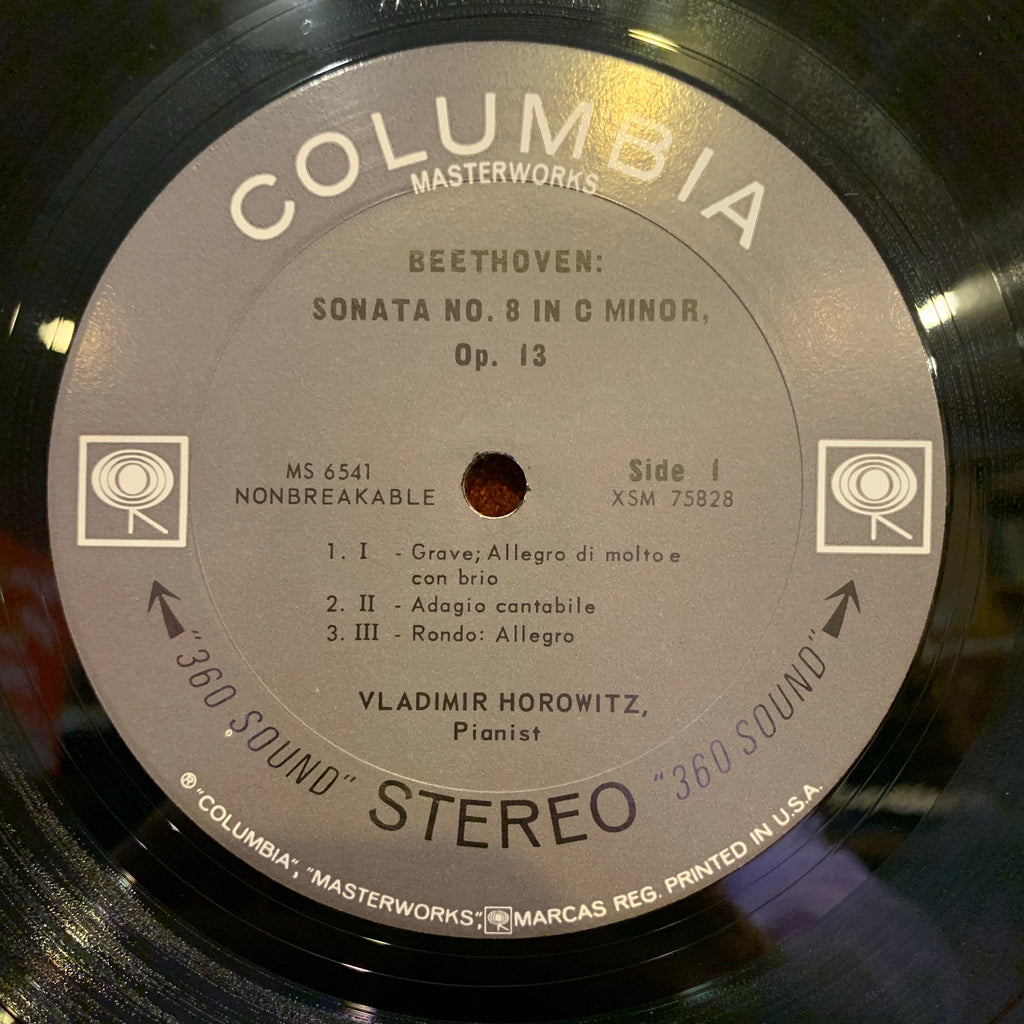 COLUMBIA
MASTERWORKS
BEETHOVEN:
SONATA NO. 8 IN C MINOR,
Op. 13
MS 6541
NONBREAKABLE
Side 1
XSM 75828
1. I - Grave; Allegro di molto e
con brio
2. II - Adagio cantabile
3. III - Rondo: Allegro
VLADIMIR HOROWITZ,
Pianist
"360 SOUND"
STEREO
"360 SOUND"
® "COLUMBIA", "MASTERWORKS", MARCAS REG. PRINTED IN U.S.A.